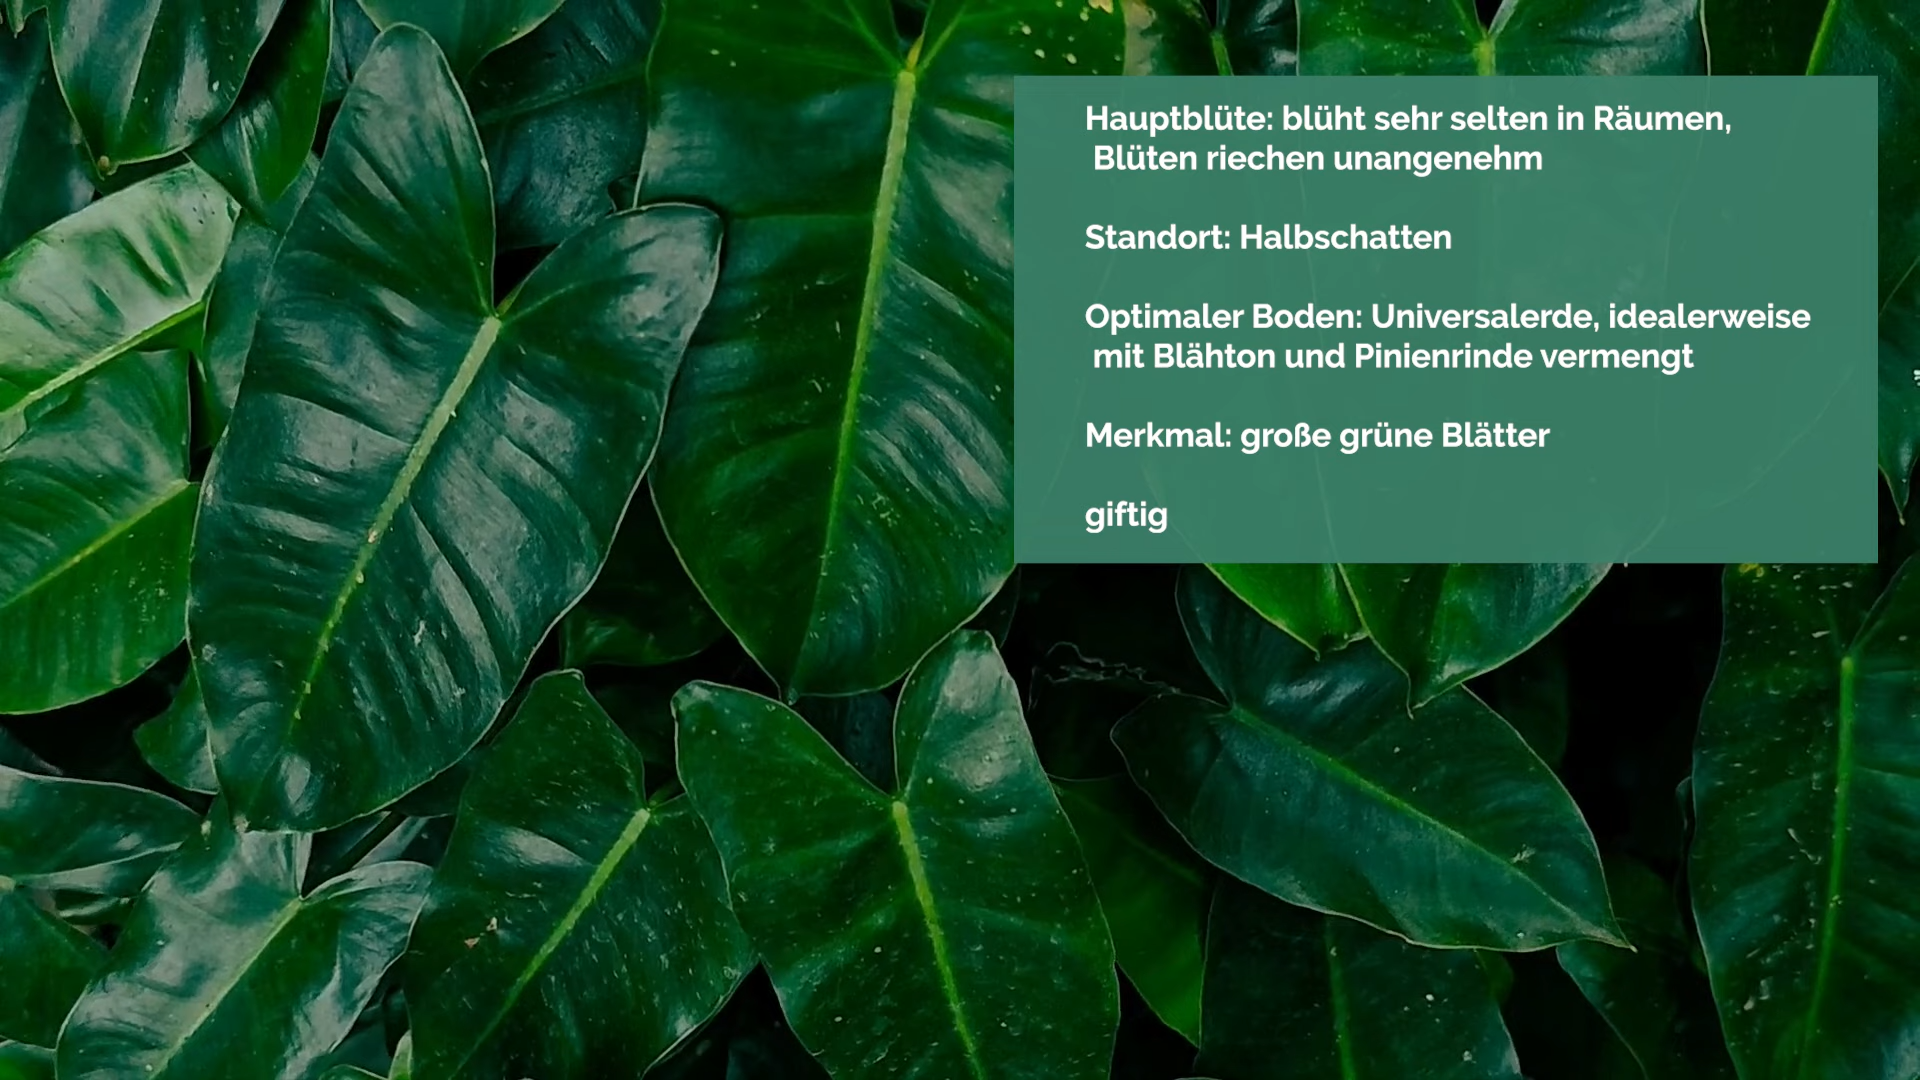 Hauptblüte: blüht sehr selten in Räumen,
Blüten riechen unangenehm
Standort: Halbschatten
Optimaler Boden: Universalerde, idealerweise
mit Blähton und Pinienrinde vermengt
Merkmal: große grüne Blätter
giftig